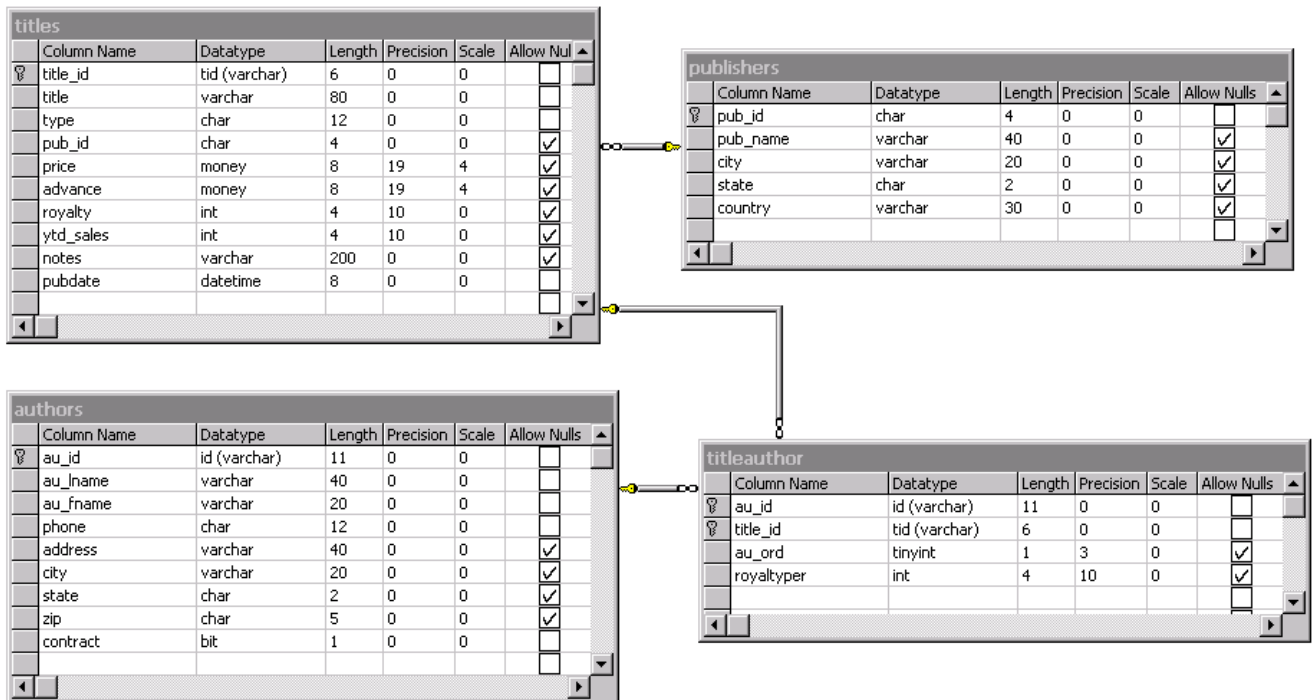 titles
Column Name Datatype Length Precision Scale Allow Nul
title_id tid (varchar) 6 0 0
title varchar 80 0 0
type char 12 0 0
pub_id char 4 0 0
price money 8 19 4
advance money 8 19 4
royalty int 4 10 0
ytd_sales int 4 10 0
notes varchar 200 0 0
pubdate datetime 8 0 0
publishers
Column Name Datatype Length Precision Scale Allow Nulls
pub_id char 4 0 0
pub_name varchar 40 0 0
city varchar 20 0 0
state char 2 0 0
country varchar 30 0 0
authors
Column Name Datatype Length Precision Scale Allow Nulls
au_id id (varchar) 11 0 0
au_lname varchar 40 0 0
au_fname varchar 20 0 0
phone char 12 0 0
address varchar 40 0 0
city varchar 20 0 0
state char 2 0 0
zip char 5 0 0
contract bit 1 0 0
titleauthor
Column Name Datatype Length Precision Scale Allow Nulls
au_id id (varchar) 11 0 0
title_id tid (varchar) 6 0 0
au_ord tinyint 1 3 0
royaltyper int 4 10 0